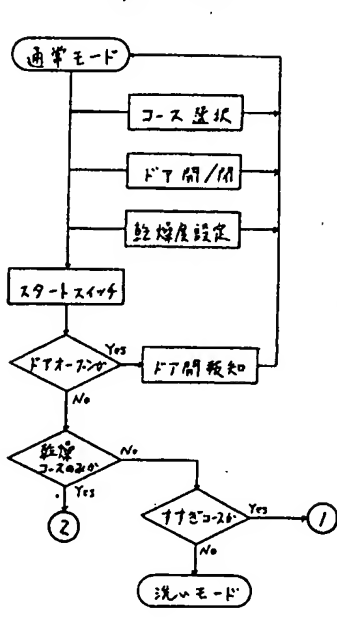 通常モード
コース選択
ドア開/閉
乾燥度設定
スタートスイッチ
ドアオープンか
Yes
ドア開報知
No
乾燥
コースのみか
No
Yes
2
すすぎコースか
Yes
1
No
洗いモード